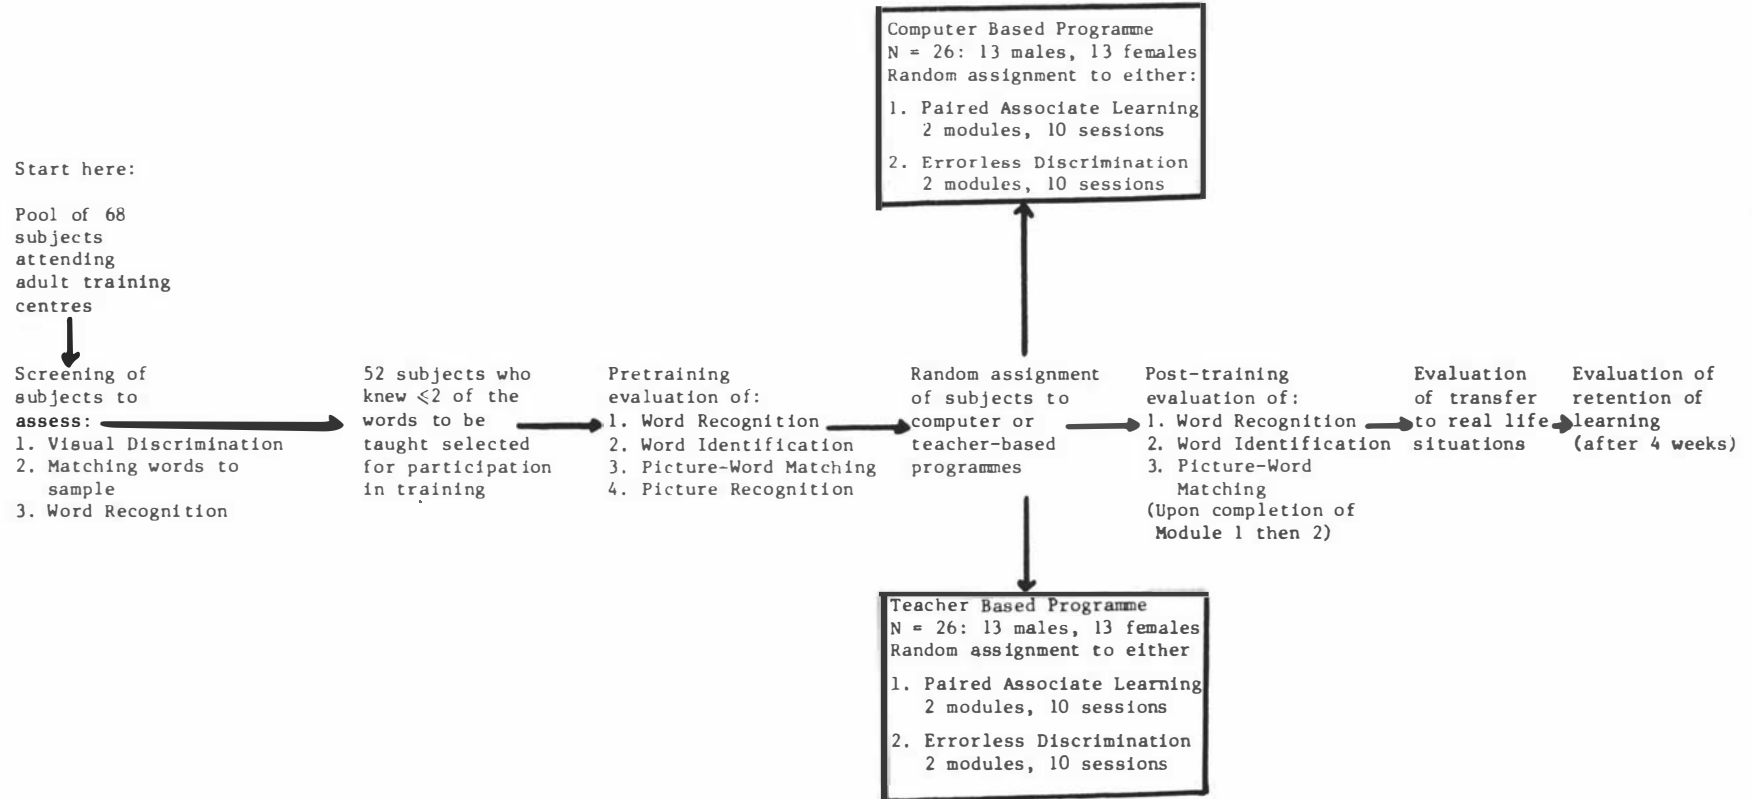 Computer Based Programme
N = 26: 13 males, 13 females
Random assignment to either:
1. Paired Associate Learning
2 modules, 10 sessions
2. Errorless Discrimination
2 modules, 10 sessions
Start here:
Pool of 68
subjects
attending
adult training
centres
Screening of
subjects to
assess:
1. Visual Discrimination
2. Matching words to
sample
3. Word Recognition
52 subjects who
knew ⩽2 of the
words to be
taught selected
for participation
in training
Pretraining
evaluation of:
1. Word Recognition
2. Word Identification
3. Picture-Word Matching
4. Picture Recognition
Random assignment
of subjects to
computer or
teacher-based
programmes
Post-training
evaluation of:
1. Word Recognition
2. Word Identification
3. Picture-Word
Matching
(Upon completion of
Module 1 then 2)
Evaluation
of transfer
to real life
situations
Evaluation of
retention of
learning
(after 4 weeks)
Teacher Based Programme
N = 26: 13 males, 13 females
Random assignment to either
1. Paired Associate Learning
2 modules, 10 sessions
2. Errorless Discrimination
2 modules, 10 sessions